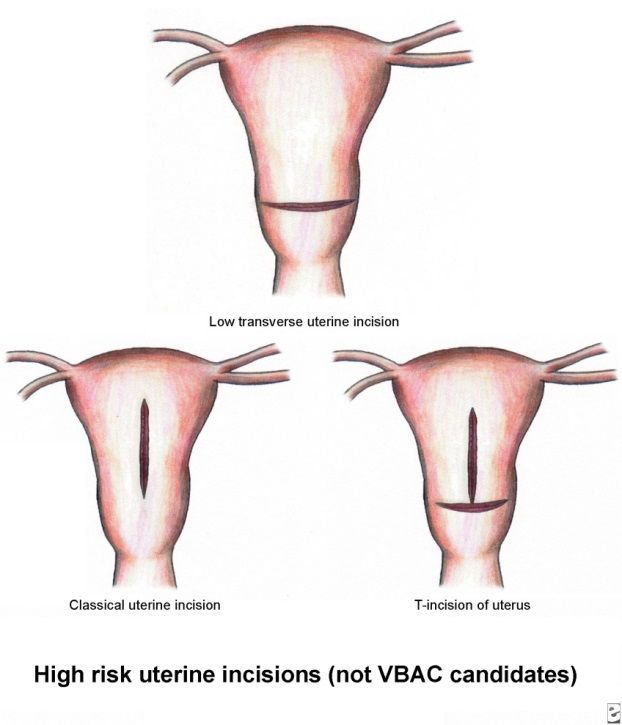 Low transverse uterine incision
Classical uterine incision
T-incision of uterus
High risk uterine incisions (not VBAC candidates)